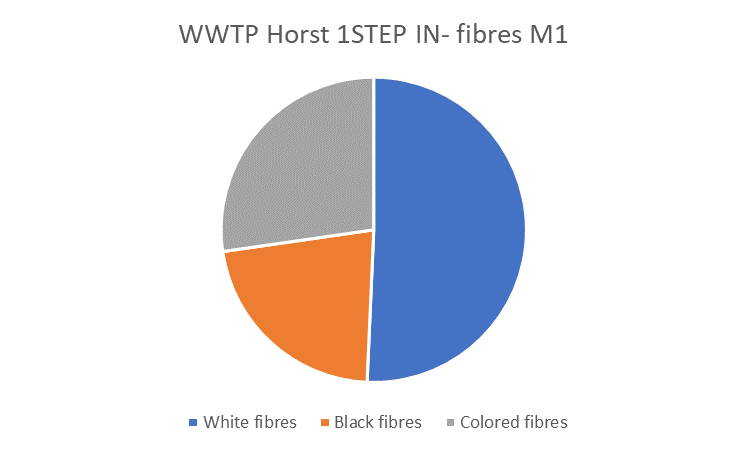 WWTP Horst 1STEP IN- fibres M1
White fibres Black fibres Colored fibres